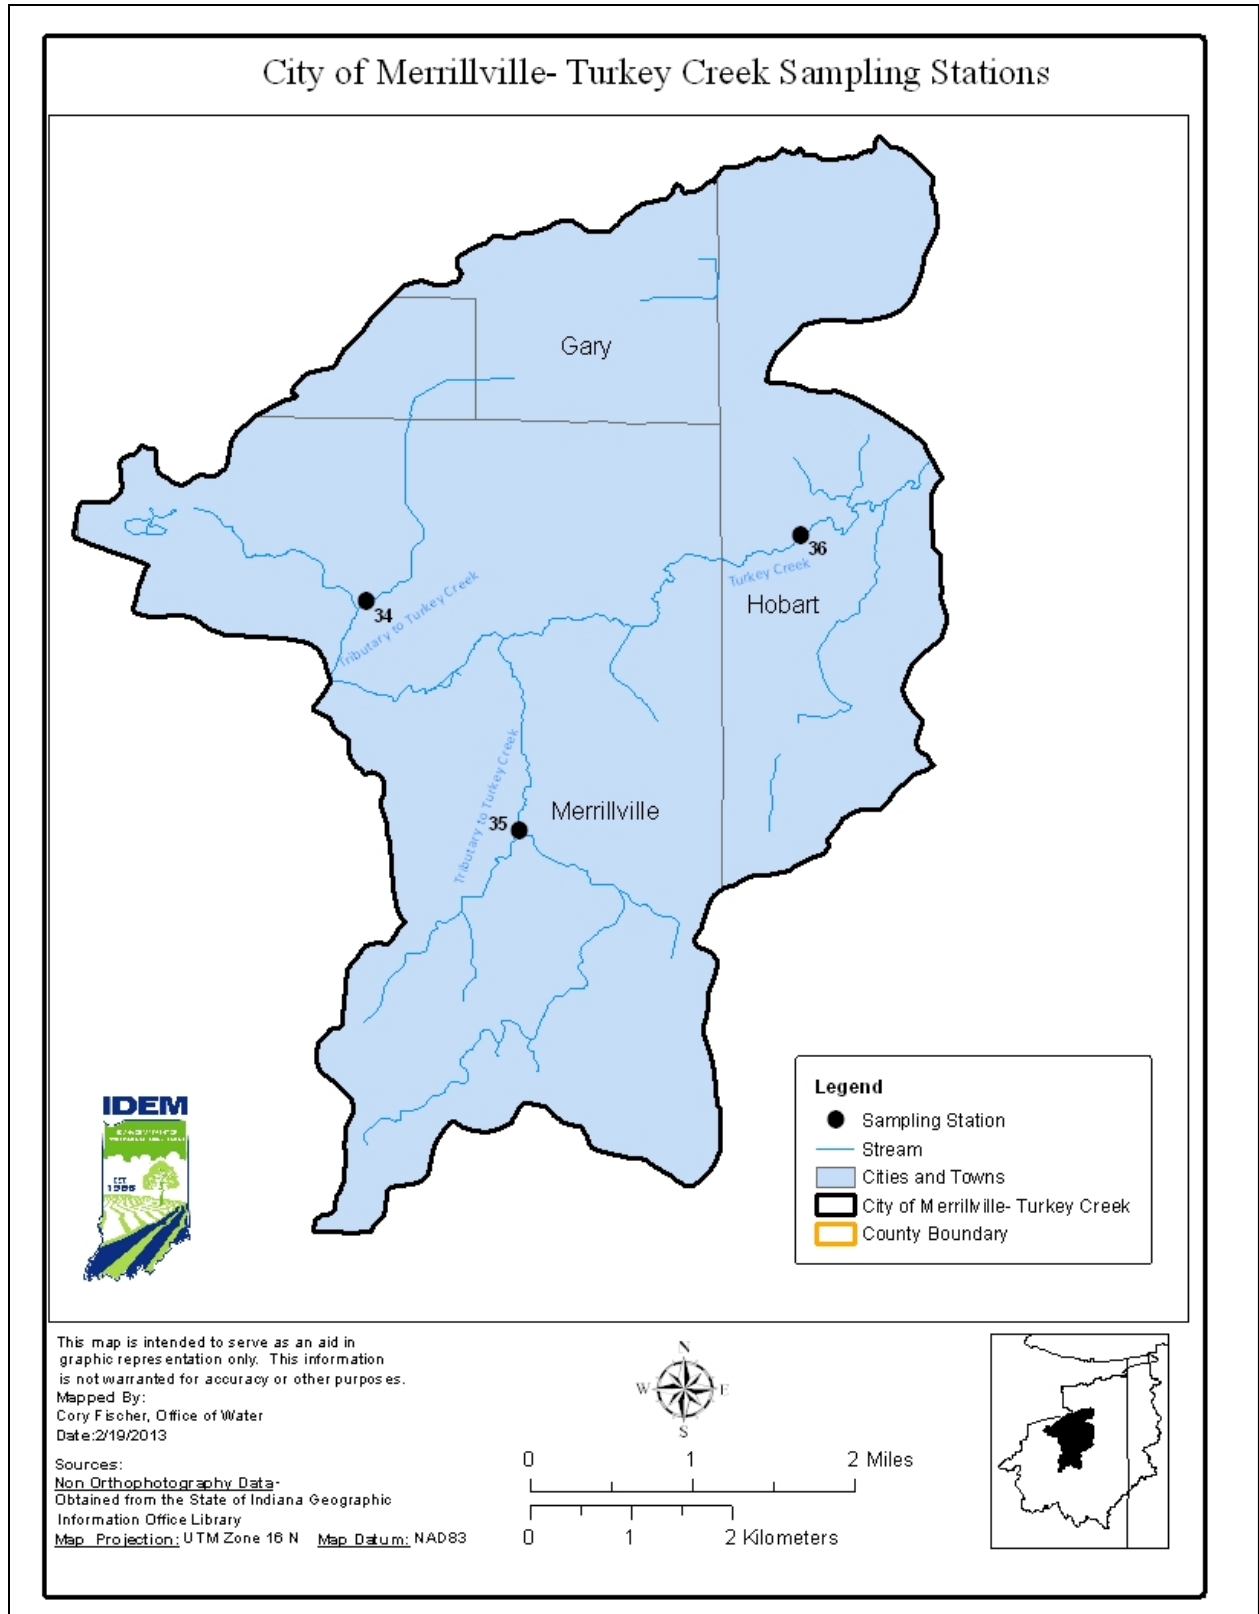 City of Merrillville- Turkey Creek Sampling Stations
Gary
36
Turkey Creek
Hobart
34
Tributary to Turkey Creek
Tributary to Turkey Creek
Merrillville
35
Legend
Sampling Station
Stream
Cities and Towns
City of Merrillville- Turkey Creek
County Boundary
IDEM
EST.
1986
This map is intended to serve as an aid in
graphic representation only. This information
is not warranted for accuracy or other purposes.
Mapped By:
Cory Fischer, Office of Water
Date:2/19/2013
Sources:
Non Orthophotography Data-
Obtained from the State of Indiana Geographic
Information Office Library
Map Projection: UTM Zone 16 N Map Datum: NAD83
N
W E
S
0 1 2 Miles
0 1 2 Kilometers